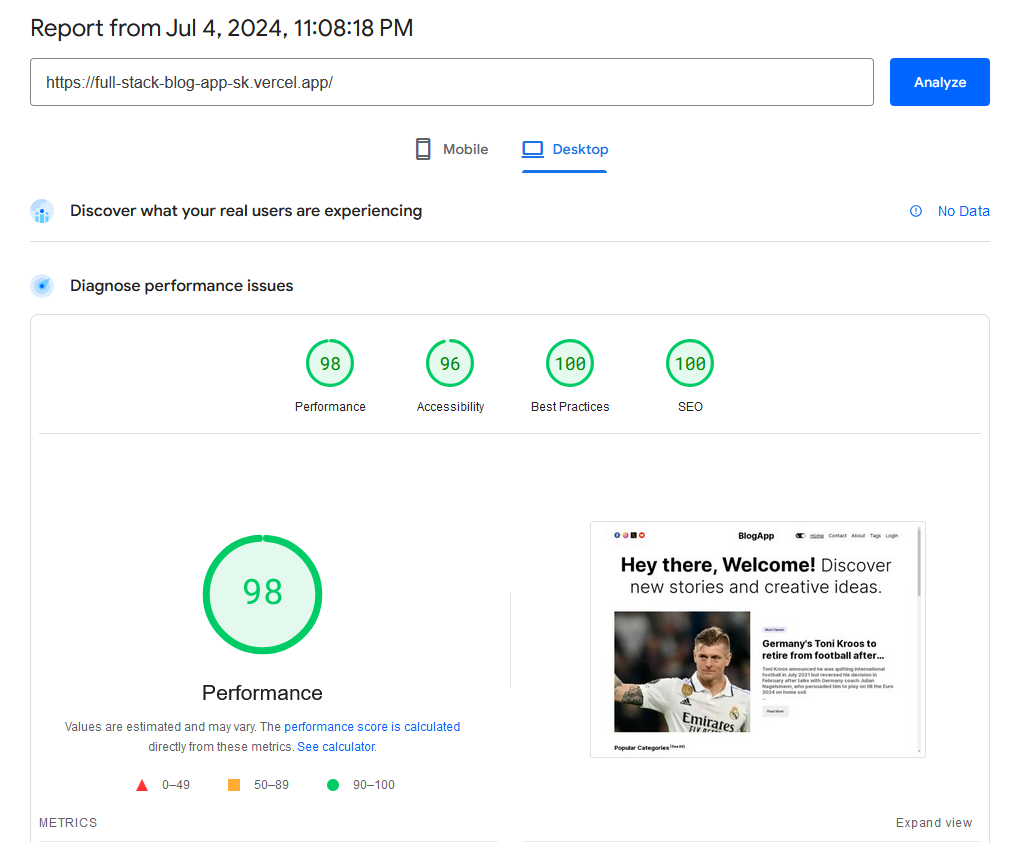 Report from Jul 4, 2024, 11:08:18 PM
https://full-stack-blog-app-sk.vercel.app/
Analyze
Mobile
Desktop
Discover what your real users are experiencing
No Data
Diagnose performance issues
98
96
100
100
Performance
Accessibility
Best Practices
SEO
98
Performance
Values are estimated and may vary. The performance score is calculated
directly from these metrics. See calculator.
0–49
50–89
90–100
BlogApp
Home
Contact
About
Tags
Login
Hey there, Welcome! Discover
new stories and creative ideas.
Most Viewed
Germany's Toni Kroos to
retire from football after...
Toni Kroos announced he was quitting international
football in July 2021 but reversed his decision in
February after talks with Germany coach Julian
Nagelsmann, who persuaded him to play on till the Euro
2024 on home soil.
...
Read More!
Emirates
FLY BETTER
Popular Categories [See All]
METRICS
Expand view